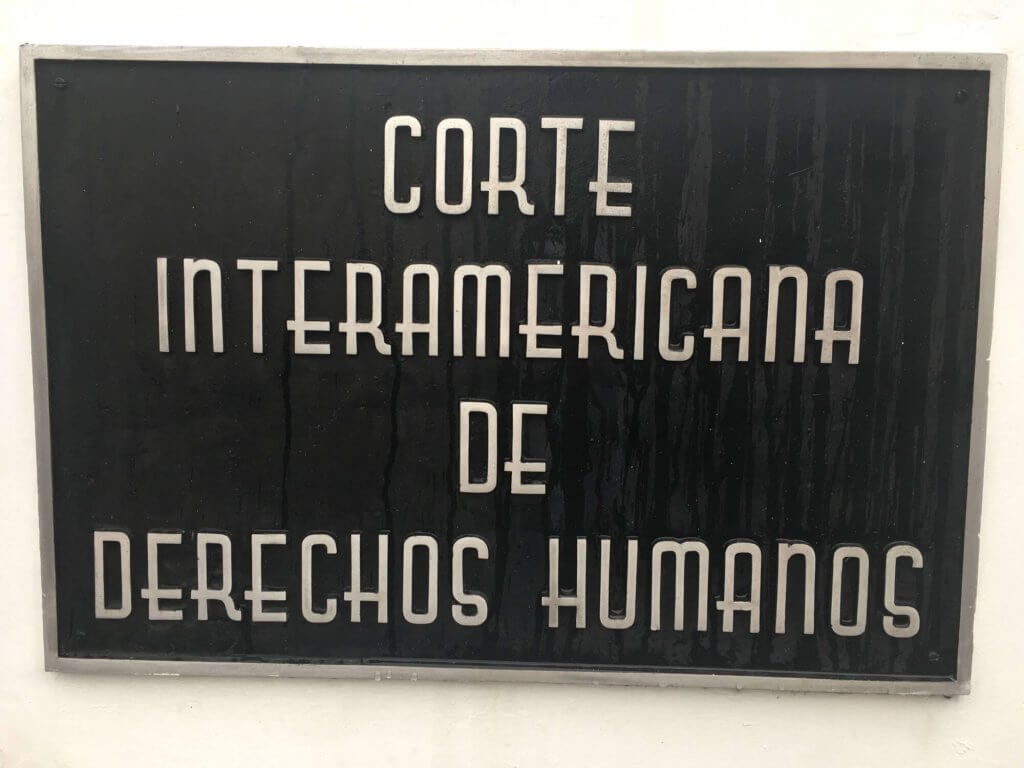 CORTE
INTERAMERICANA
DE
DERECHOS HUMANOS